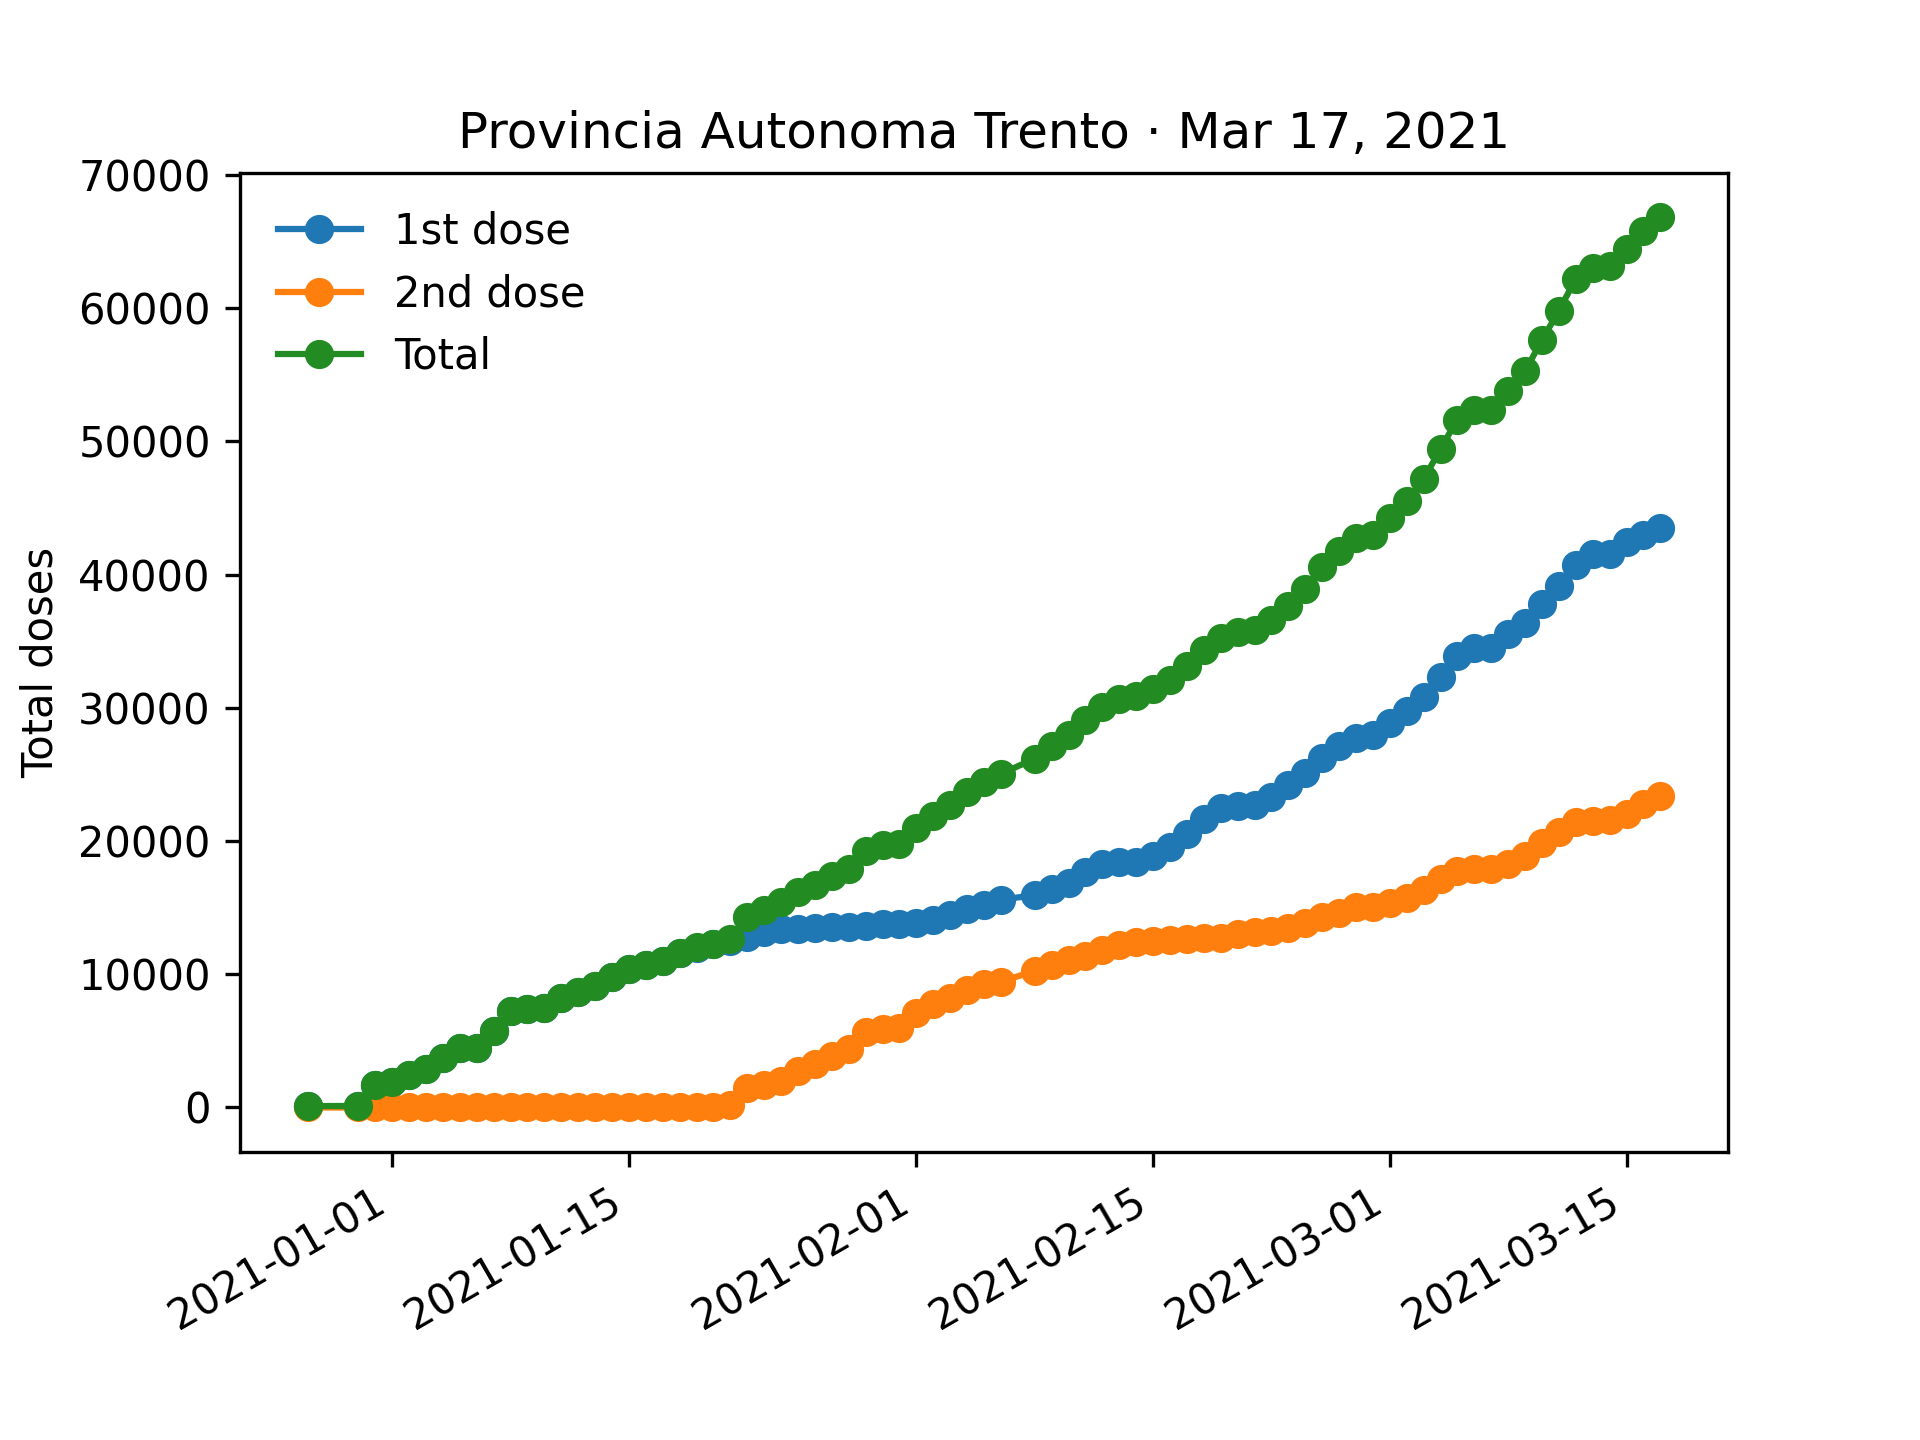 Provincia Autonoma Trento · Mar 17, 2021
70000
60000
50000
40000
30000
20000
10000
0
Total doses
1st dose
2nd dose
Total
2021-01-01
2021-01-15
2021-02-01
2021-02-15
2021-03-01
2021-03-15